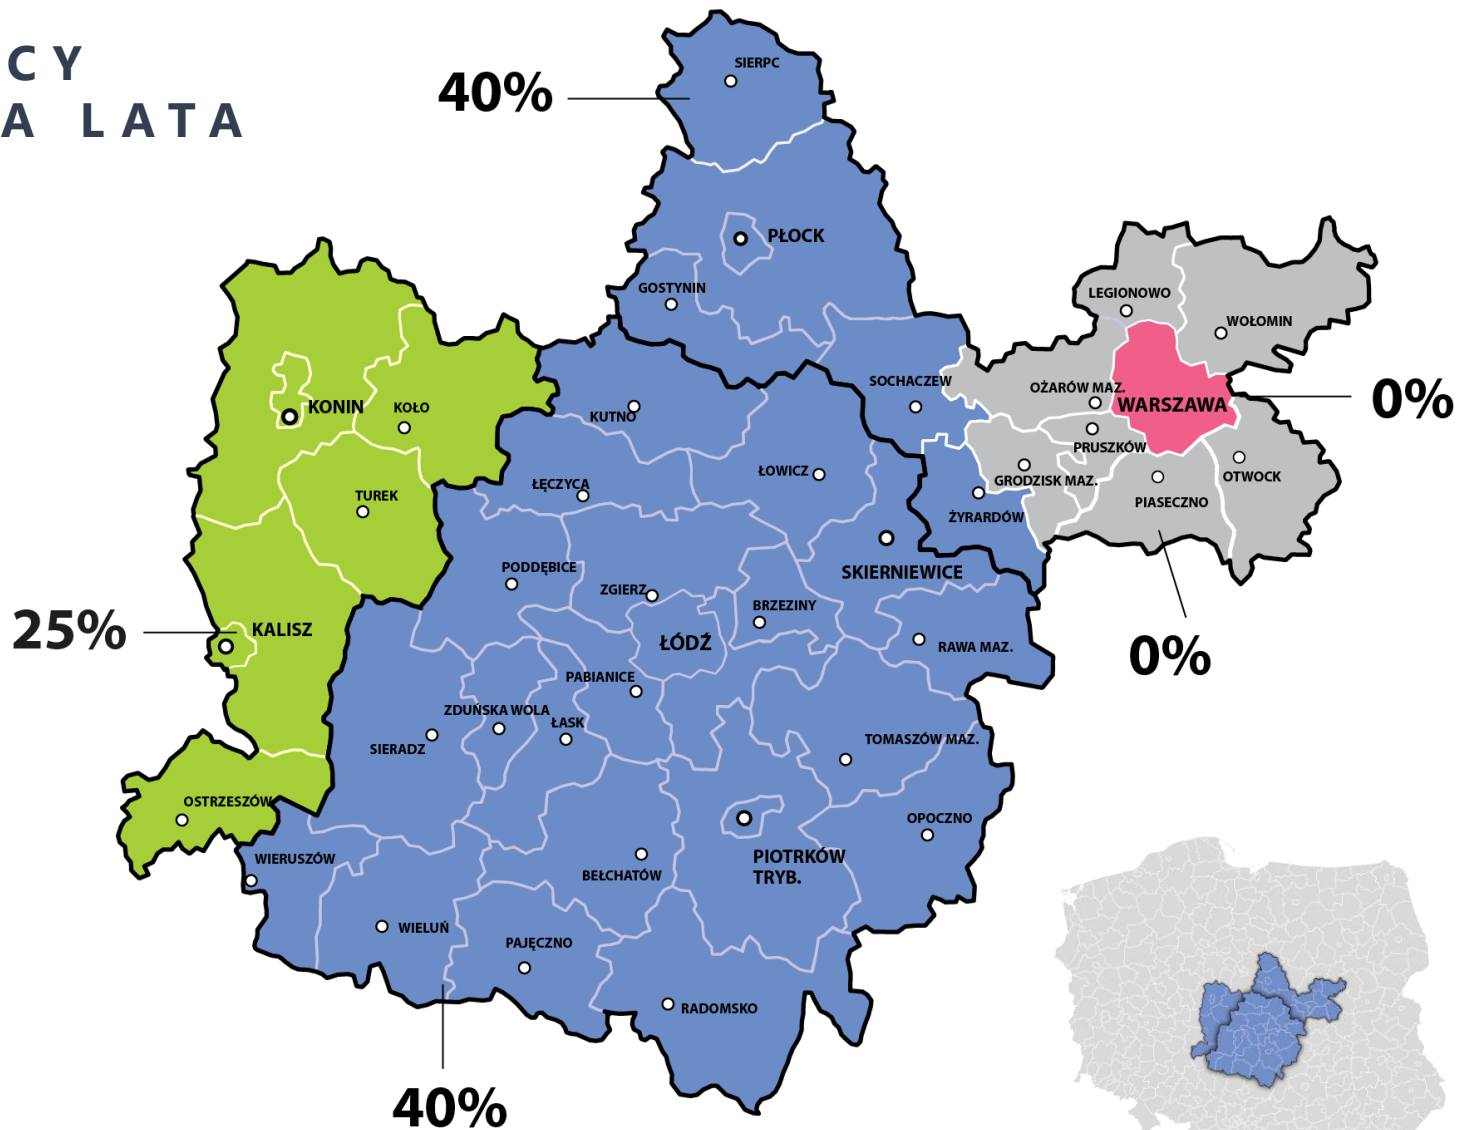 CY
A LATA
40%
SIERPC
PŁOCK
GOSTYNIN
LEGIONOWO
WOŁOMIN
SOCHACZEW
OŻARÓW MAZ.
WARSZAWA
0%
KONIN
KOŁO
KUTNO
PRUSZKÓW
ŁOWICZ
GRODZISK MAZ.
OTWOCK
ŁĘCZYCA
TUREK
PIASECZNO
ŻYRARDÓW
PODDĘBICE
SKIERNIEWICE
ZGIERZ
BRZEZINY
25%
KALISZ
ŁÓDŹ
RAWA MAZ.
0%
PABIANICE
ZDUŃSKA WOLA
ŁASK
SIERADZ
TOMASZÓW MAZ.
OSTRZESZÓW
OPOCZNO
WIERUSZÓW
PIOTRKÓW
TRYB.
BEŁCHATÓW
WIELUŃ
PAJĘCZNO
RADOMSKO
40%